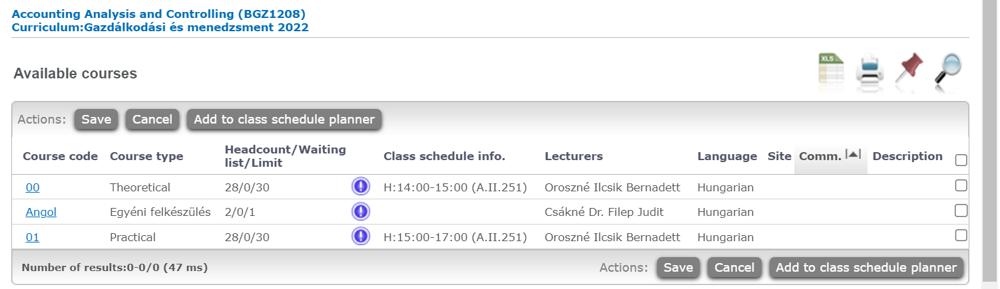 Accounting Analysis and Controlling (BGZ1208)
Curriculum:Gazdálkodási és menedzsment 2022
XLS
Available courses
Actions: Save Cancel Add to class schedule planner
Course code Course type Headcount/Waiting list/Limit Class schedule info. Lecturers Language Site Comm. Description
00 Theoretical 28/0/30 H:14:00-15:00 (A.II.251) Oroszné Ilcsik Bernadett Hungarian
Angol Egyéni felkészülés 2/0/1 Csákné Dr. Filep Judit Hungarian
01 Practical 28/0/30 H:15:00-17:00 (A.II.251) Oroszné Ilcsik Bernadett Hungarian
Number of results:0-0/0 (47 ms) Actions: Save Cancel Add to class schedule planner